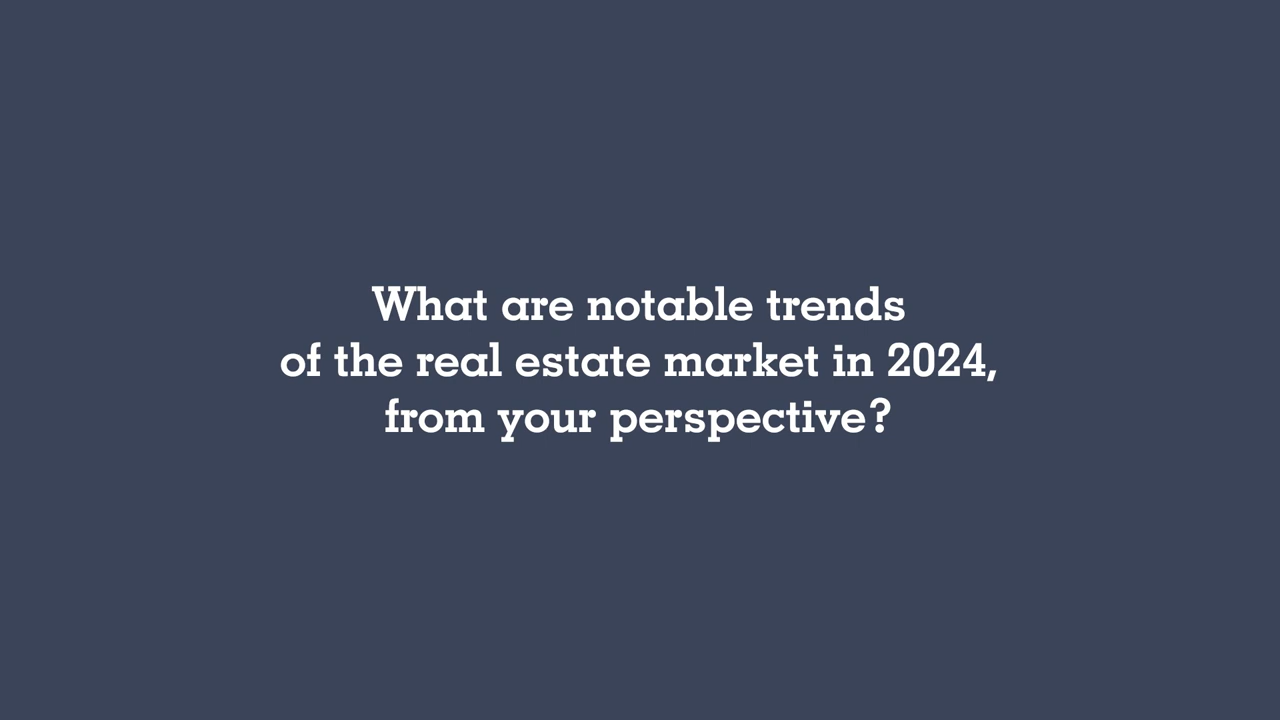 What are notable trends
of the real estate market in 2024,
from your perspective?